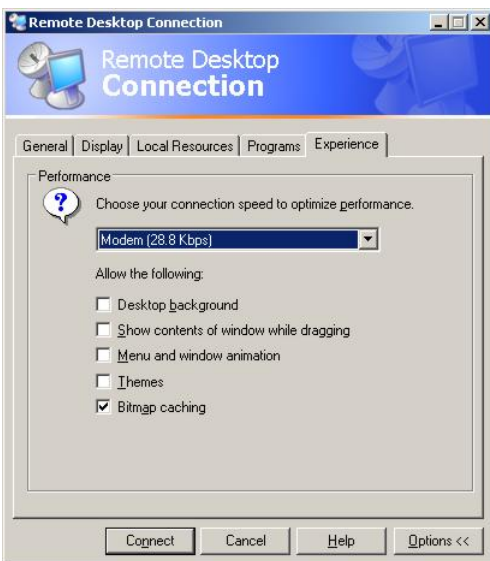 Remote Desktop Connection
Remote Desktop
Connection
General Display Local Resources Programs Experience
Performance
Choose your connection speed to optimize performance.
Modem (28.8 Kbps)
Allow the following:
Desktop background
Show contents of window while dragging
Menu and window animation
Themes
Bitmap caching
Connect Cancel Help Options <<